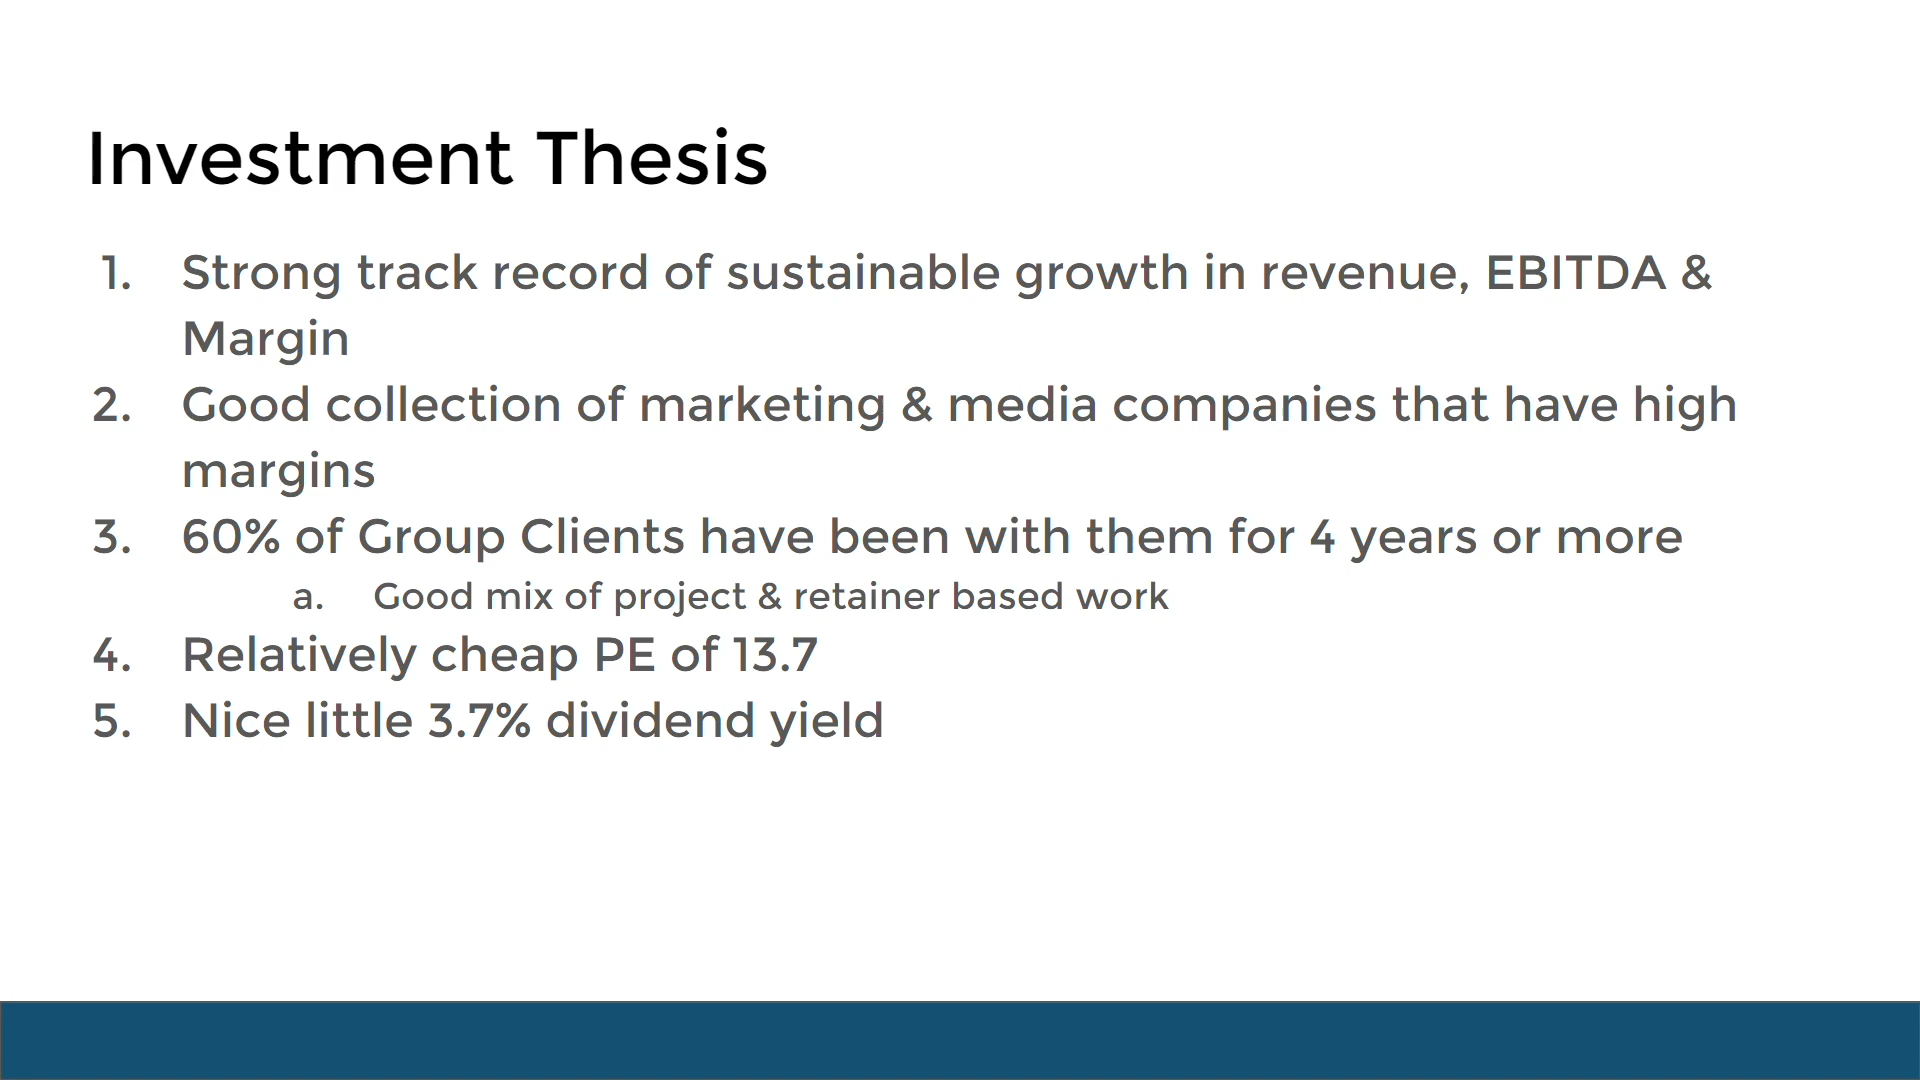 Investment Thesis
1. Strong track record of sustainable growth in revenue, EBITDA &
Margin
2. Good collection of marketing & media companies that have high
margins
3. 60% of Group Clients have been with them for 4 years or more
a. Good mix of project & retainer based work
4. Relatively cheap PE of 13.7
5. Nice little 3.7% dividend yield